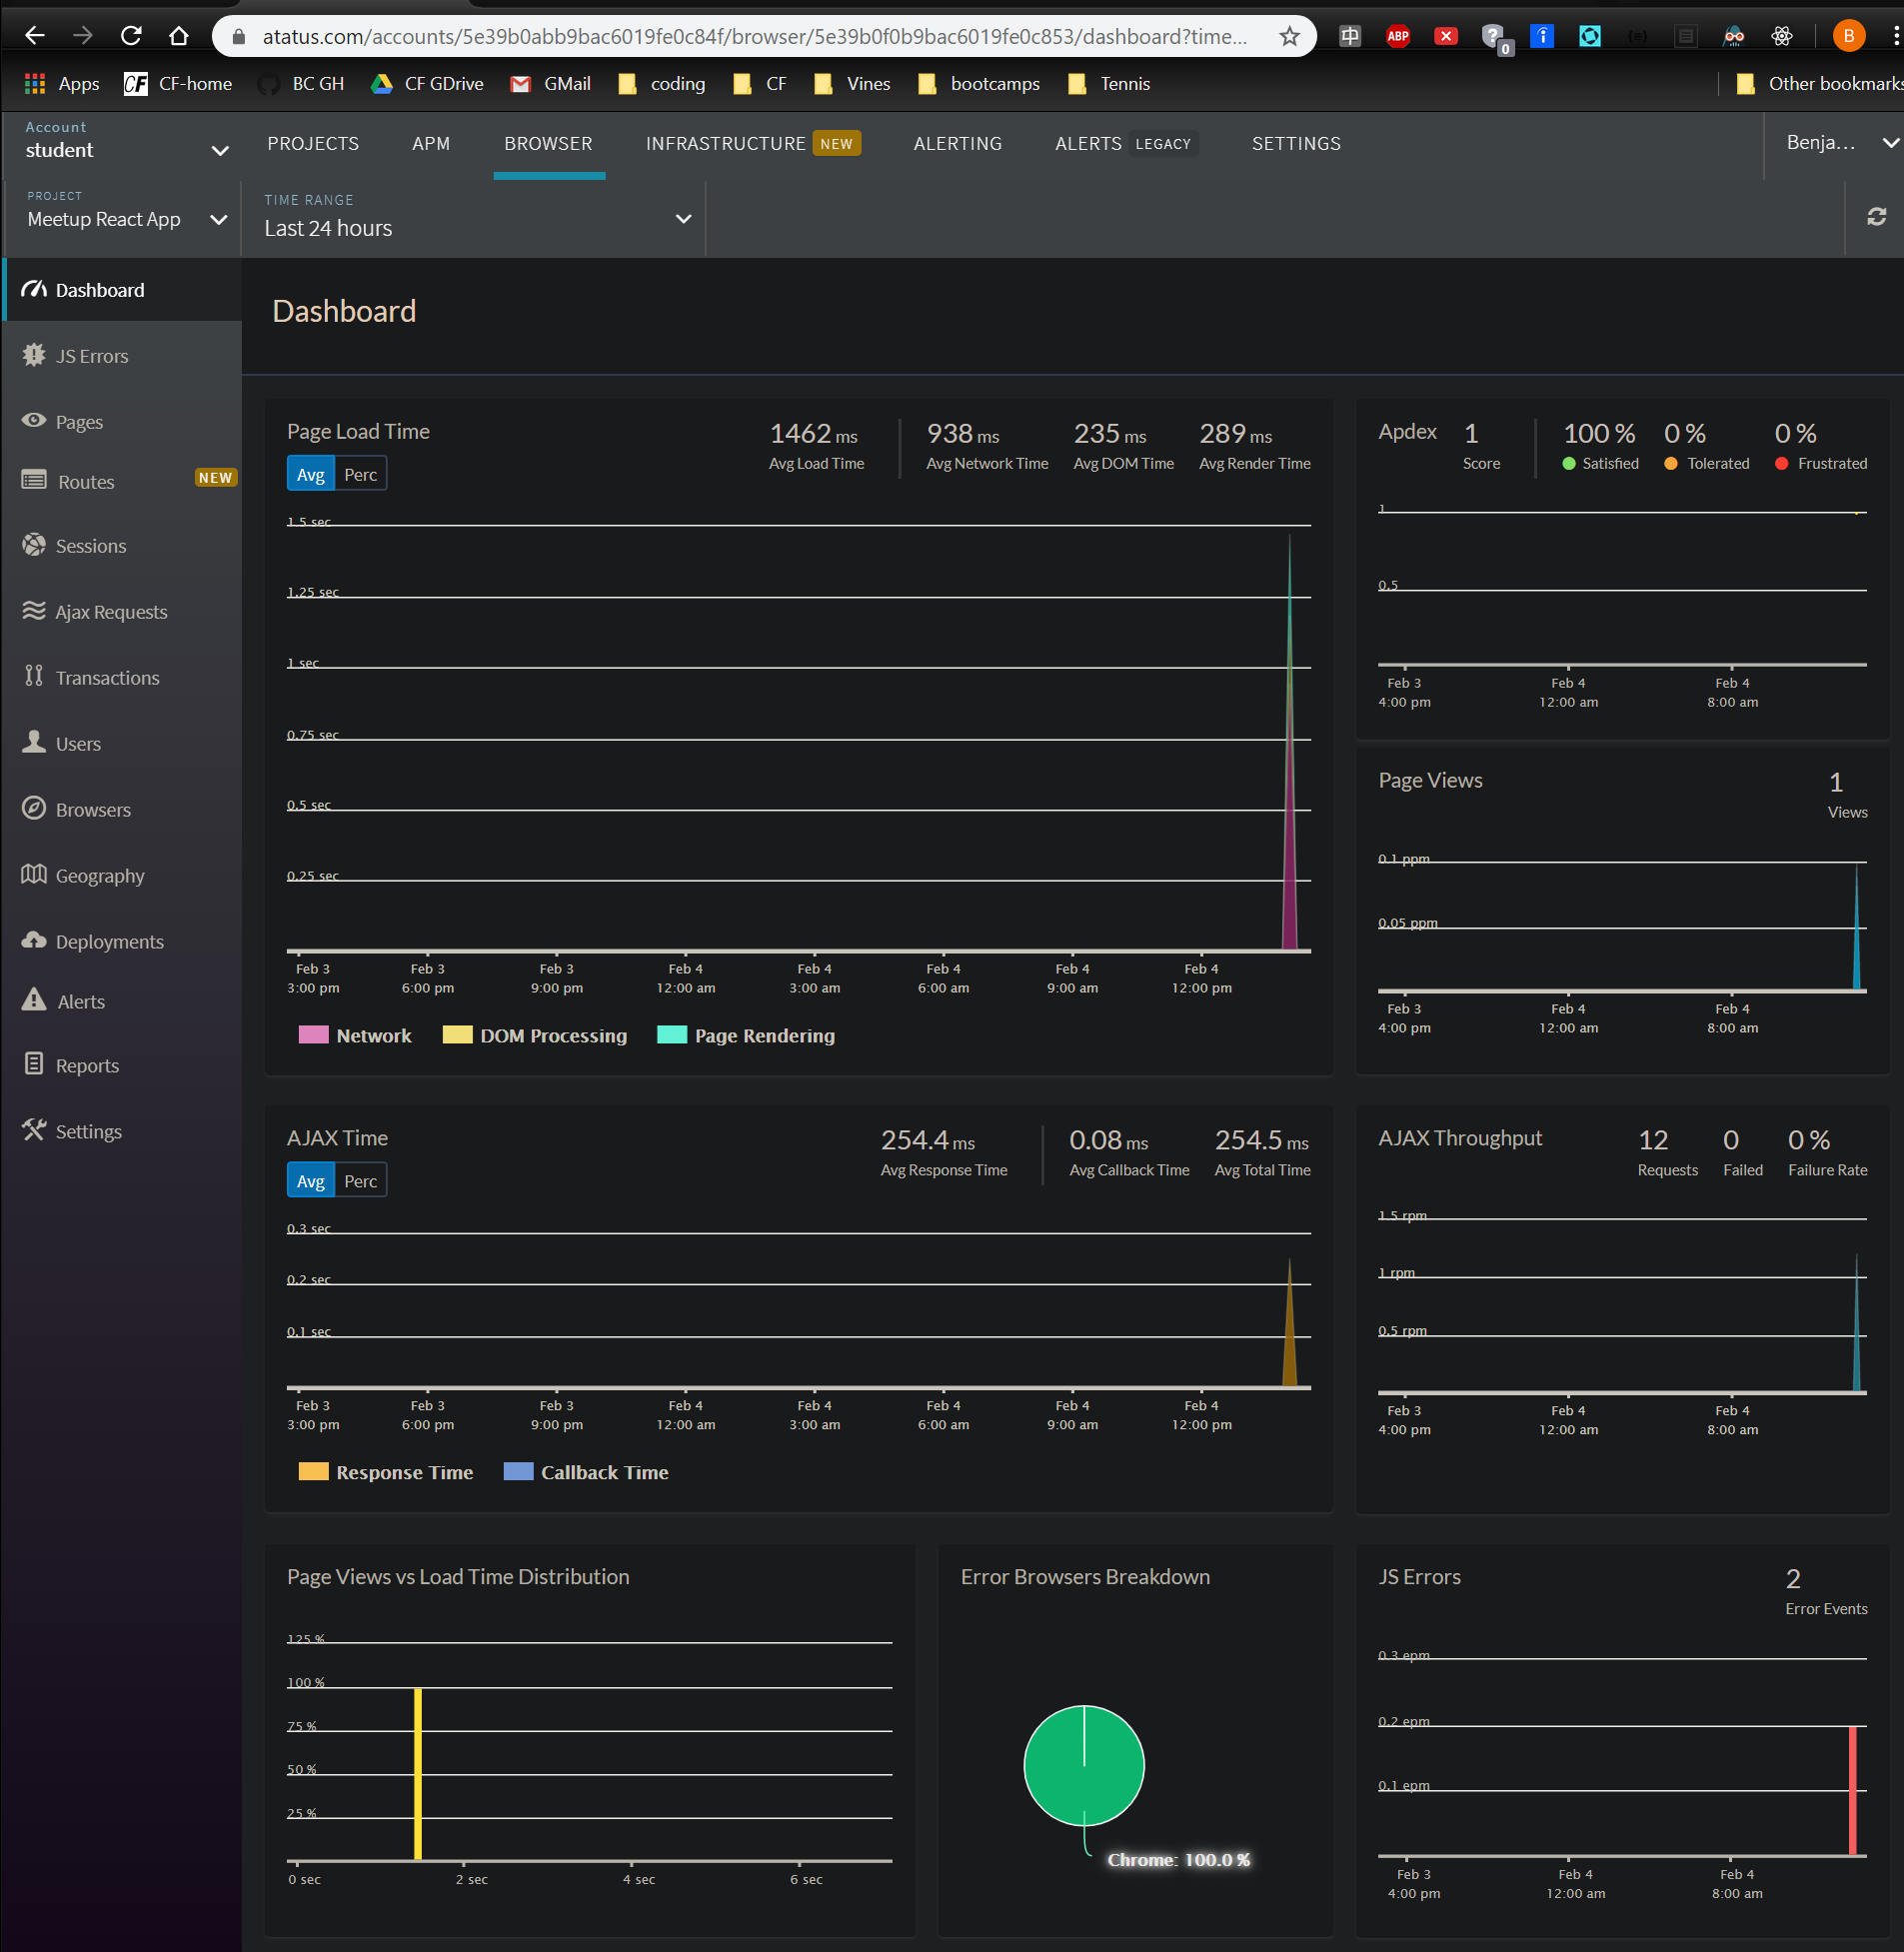 atatus.com/accounts/5e39b0abb9bac6019fe0c84f/browser/5e39b0f0b9bac6019fe0c853/dashboard?time...
中
ABP
0
B
Apps
CF CF-home
BC GH
CF GDrive
GMail
coding
CF
Vines
bootcamps
Tennis
Other bookmarks
Account
student
PROJECTS
APM
BROWSER
INFRASTRUCTURE NEW
ALERTING
ALERTS LEGACY
SETTINGS
Benja...
PROJECT
Meetup React App
TIME RANGE
Last 24 hours
Dashboard
JS Errors
Pages
Routes NEW
Sessions
Ajax Requests
Transactions
Users
Browsers
Geography
Deployments
Alerts
Reports
Settings
Dashboard
Page Load Time
Avg Perc
1462 ms
Avg Load Time
938 ms
Avg Network Time
235 ms
Avg DOM Time
289 ms
Avg Render Time
1.5 sec
1.25 sec
1 sec
0.75 sec
0.5 sec
0.25 sec
Feb 3 Feb 3 Feb 3 Feb 4 Feb 4 Feb 4 Feb 4 Feb 4
3:00 pm 6:00 pm 9:00 pm 12:00 am 3:00 am 6:00 am 9:00 am 12:00 pm
Network DOM Processing Page Rendering
Apdex
1
Score
100 %
Satisfied
0 %
Tolerated
0 %
Frustrated
1
0.5
Feb 3 Feb 4 Feb 4
4:00 pm 12:00 am 8:00 am
Page Views
1
Views
0.1 ppm
0.05 ppm
Feb 3 Feb 4 Feb 4
4:00 pm 12:00 am 8:00 am
AJAX Time
Avg Perc
254.4 ms
Avg Response Time
0.08 ms
Avg Callback Time
254.5 ms
Avg Total Time
0.3 sec
0.2 sec
0.1 sec
Feb 3 Feb 3 Feb 3 Feb 4 Feb 4 Feb 4 Feb 4 Feb 4
3:00 pm 6:00 pm 9:00 pm 12:00 am 3:00 am 6:00 am 9:00 am 12:00 pm
Response Time Callback Time
AJAX Throughput
12
Requests
0
Failed
0 %
Failure Rate
1.5 rpm
1 rpm
0.5 rpm
Feb 3 Feb 4 Feb 4
4:00 pm 12:00 am 8:00 am
Page Views vs Load Time Distribution
125 %
100 %
75 %
50 %
25 %
0 sec 2 sec 4 sec 6 sec
Error Browsers Breakdown
Chrome: 100.0 %
JS Errors
2
Error Events
0.3 epm
0.2 epm
0.1 epm
Feb 3 Feb 4 Feb 4
4:00 pm 12:00 am 8:00 am